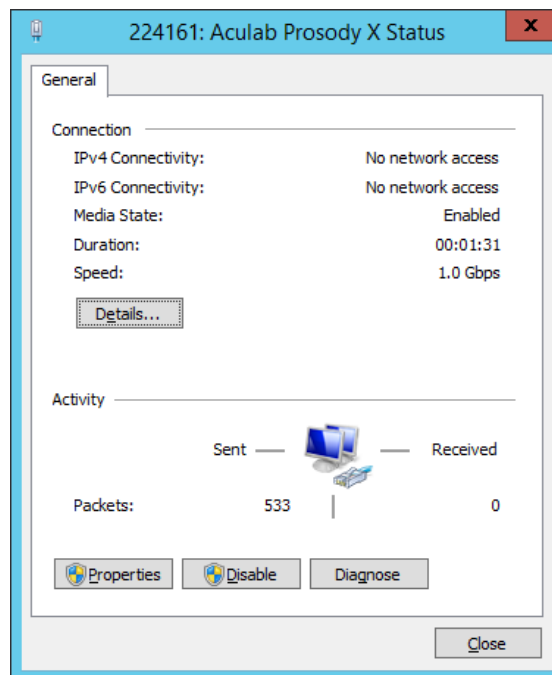 224161: Aculab Prosody X Status
x
General
Connection
IPv4 Connectivity: No network access
IPv6 Connectivity: No network access
Media State: Enabled
Duration: 00:01:31
Speed: 1.0 Gbps
Details...
Activity
Sent Received
Packets: 533 0
Properties Disable Diagnose
Close